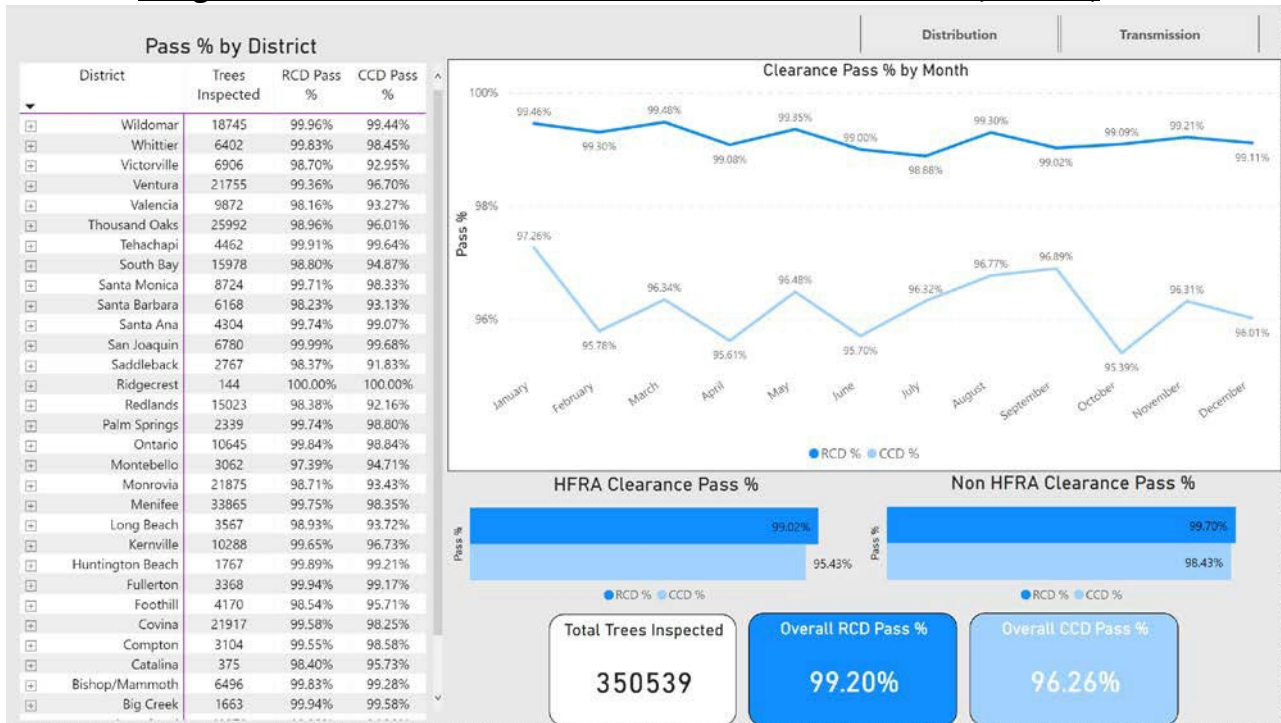 Distribution
Transmission
Pass % by District
District Trees Inspected RCD Pass % CCD Pass %
Wildomar 18745 99.96% 99.44%
Whittier 6402 99.83% 98.45%
Victorville 6906 98.70% 92.95%
Ventura 21755 99.36% 96.70%
Valencia 9872 98.16% 93.27%
Thousand Oaks 25992 98.96% 96.01%
Tehachapi 4462 99.91% 99.64%
South Bay 15978 98.80% 94.87%
Santa Monica 8724 99.71% 98.33%
Santa Barbara 6168 98.23% 93.13%
Santa Ana 4304 99.74% 99.07%
San Joaquin 6780 99.99% 99.68%
Saddleback 2767 98.37% 91.83%
Ridgecrest 144 100.00% 100.00%
Redlands 15023 98.38% 92.16%
Palm Springs 2339 99.74% 98.80%
Ontario 10645 99.84% 98.84%
Montebello 3062 97.39% 94.71%
Monrovia 21875 98.71% 93.43%
Menifee 33865 99.75% 98.35%
Long Beach 3567 98.93% 93.72%
Kernville 10288 99.65% 96.73%
Huntington Beach 1767 99.89% 99.21%
Fullerton 3368 99.94% 99.17%
Foothill 4170 98.54% 95.71%
Covina 21917 99.58% 98.25%
Compton 3104 99.55% 98.58%
Catalina 375 98.40% 95.73%
Bishop/Mammoth 6496 99.83% 99.28%
Big Creek 1663 99.94% 99.58%
Clearance Pass % by Month
Pass %
100%
98%
96%
99.46% 99.30% 99.48% 99.08% 99.35% 99.00% 98.88% 99.30% 99.02% 99.09% 99.21% 99.11%
97.26% 95.78% 96.34% 95.61% 96.48% 95.70% 96.32% 96.77% 96.89% 95.39% 96.31% 96.01%
January February March April May June July August September October November December
RCD % CCD %
HFRA Clearance Pass %
Pass %
99.02%
95.43%
RCD % CCD %
Non HFRA Clearance Pass %
Pass %
99.70%
98.43%
RCD % CCD %
Total Trees Inspected
350539
Overall RCD Pass %
99.20%
Overall CCD Pass %
96.26%